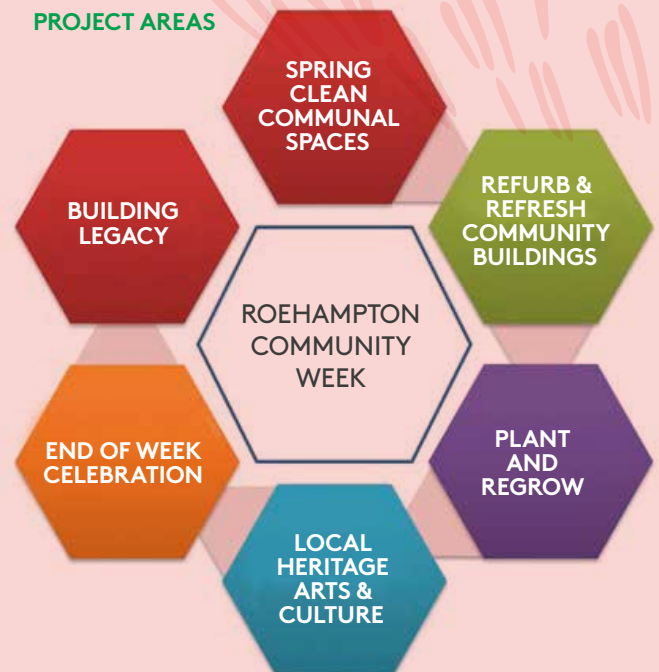 PROJECT AREAS
SPRING
CLEAN
COMMUNAL
SPACES
REFURB &
REFRESH
COMMUNITY
BUILDINGS
PLANT
AND
REGROW
LOCAL
HERITAGE
ARTS &
CULTURE
END OF WEEK
CELEBRATION
BUILDING
LEGACY
ROEHAMPTON
COMMUNITY
WEEK